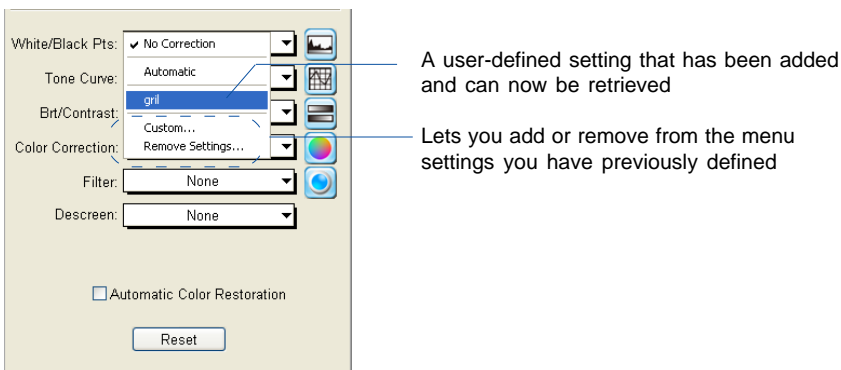 White/Black Pts:
✔ No Correction
Automatic
gril
Custom...
Remove Settings...
Tone Curve:
Brt/Contrast:
Color Correction:
Filter: None
Descreen: None
Automatic Color Restoration
Reset
A user-defined setting that has been added
and can now be retrieved
Lets you add or remove from the menu
settings you have previously defined